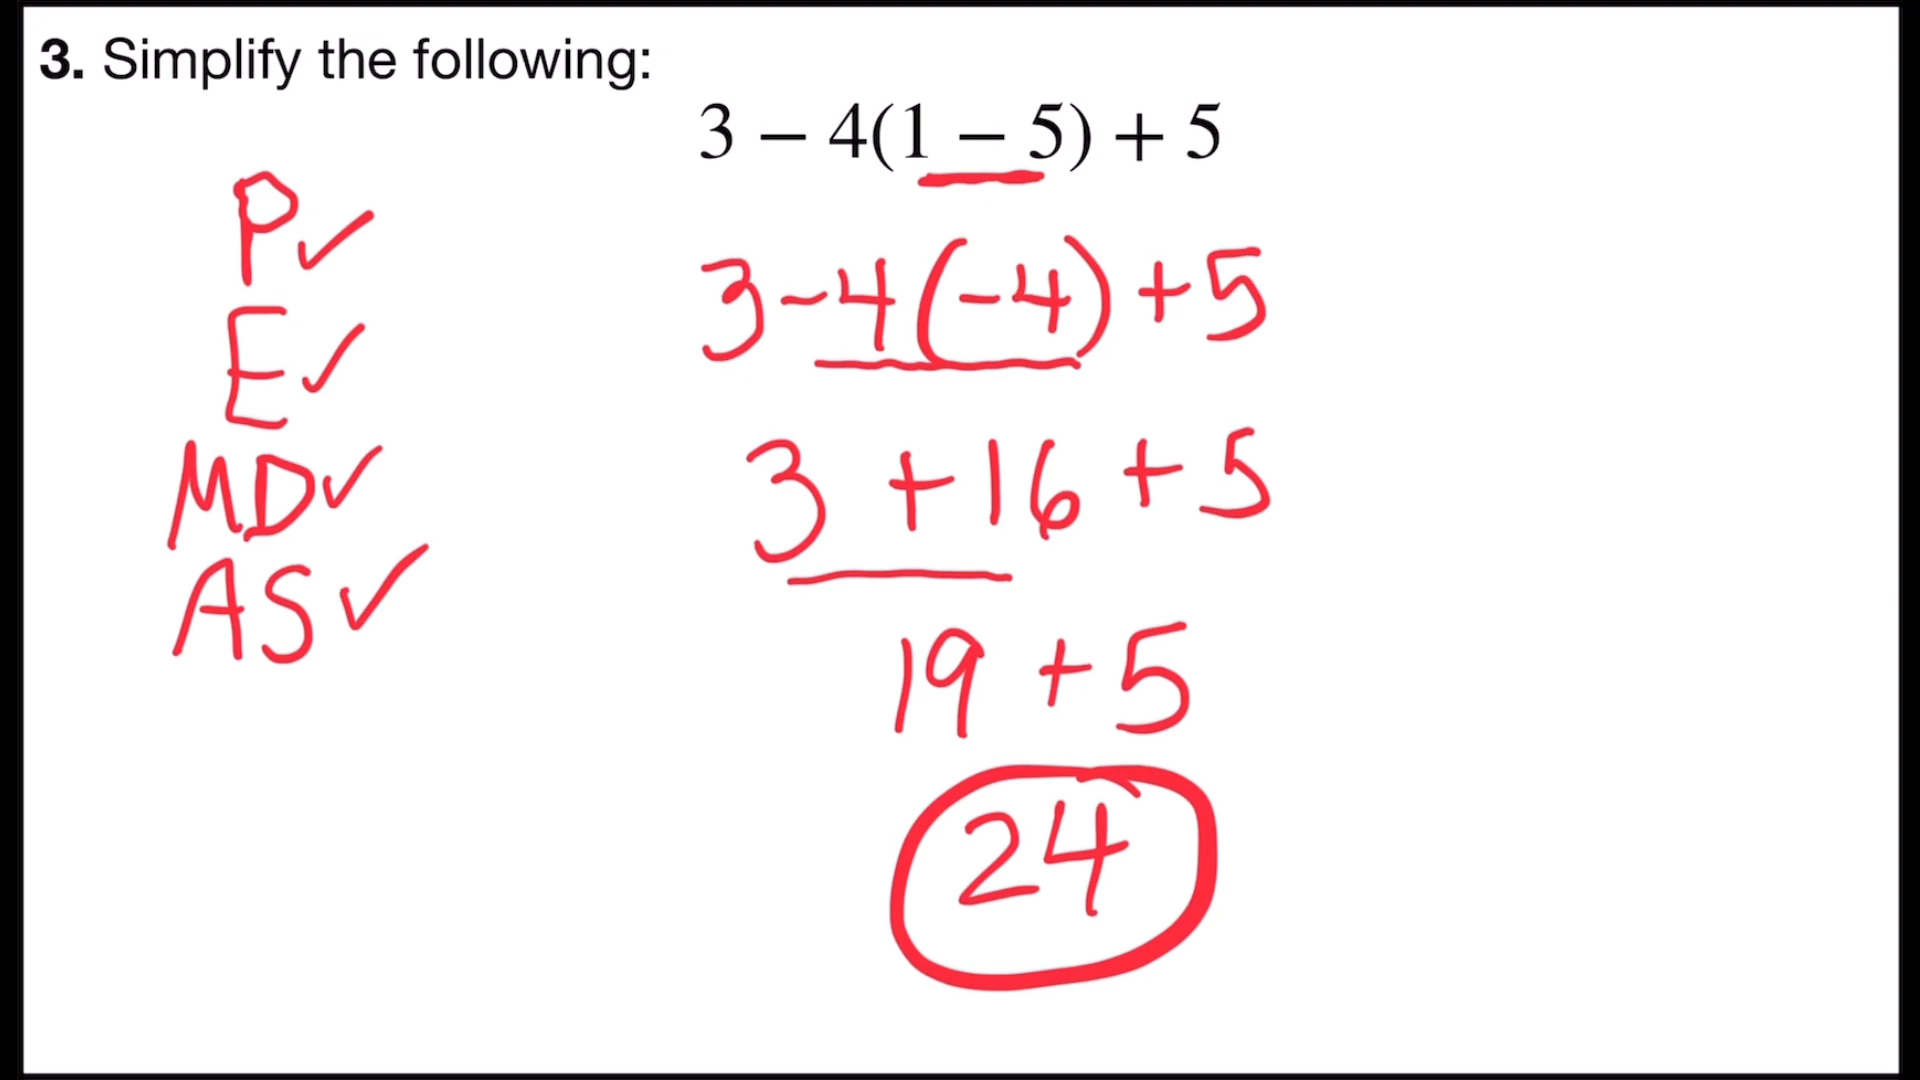 3. Simplify the following:
3 − 4(1 − 5) + 5
P✓
3-4(-4)+5
E✓
MD✓
3 +16 +5
AS✓
19 +5
24